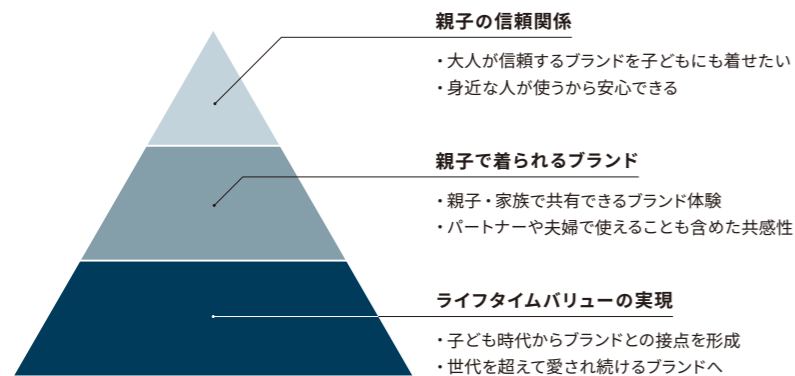 親子の信頼関係
・大人が信頼するブランドを子どもにも着せたい
・身近な人が使うから安心できる
親子で着られるブランド
・親子・家族で共有できるブランド体験
・パートナーや夫婦で使えることも含めた共感性
ライフタイムバリューの実現
・子ども時代からブランドとの接点を形成
・世代を超えて愛され続けるブランドへ